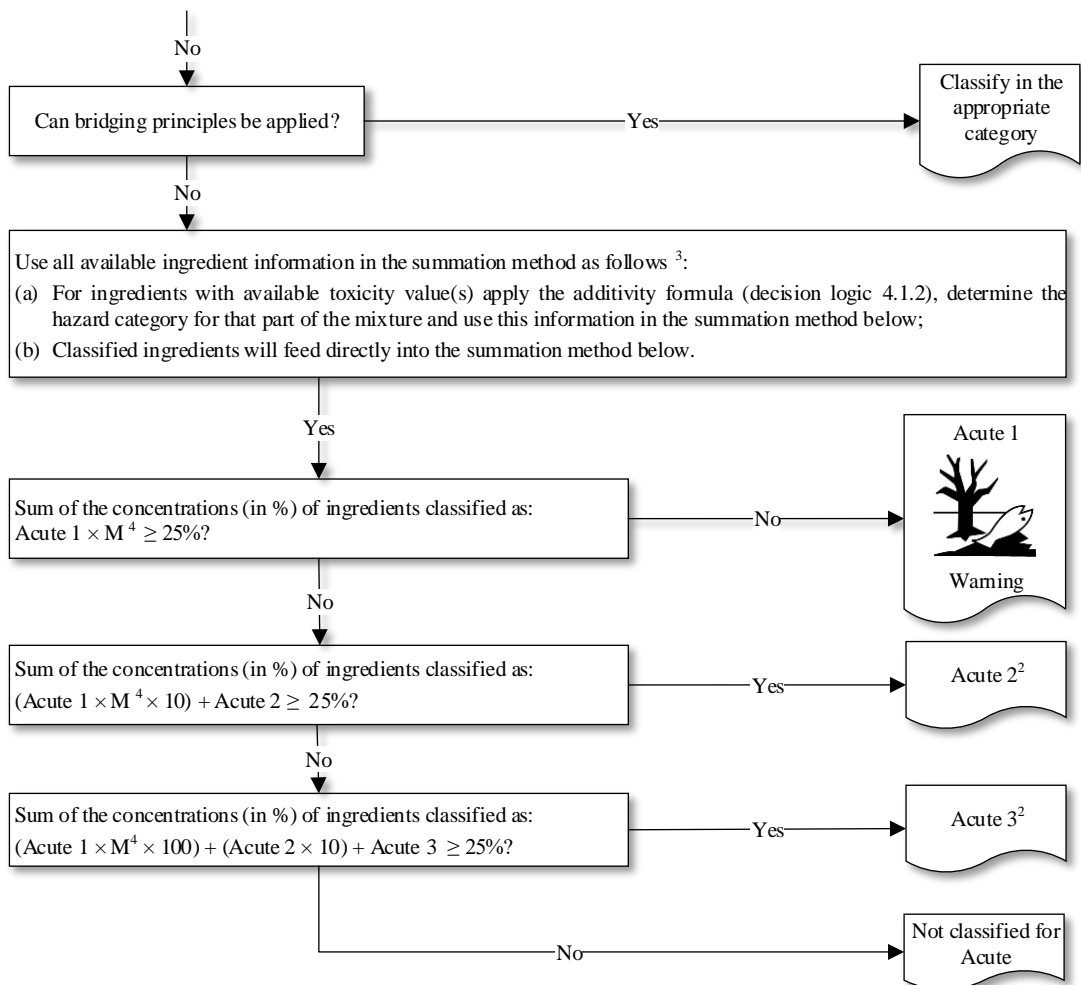 No
Can bridging principles be applied?
Yes
Classify in the
appropriate
category
No
Use all available ingredient information in the summation method as follows ³:
(a) For ingredients with available toxicity value(s) apply the additivity formula (decision logic 4.1.2), determine the
hazard category for that part of the mixture and use this information in the summation method below;
(b) Classified ingredients will feed directly into the summation method below.
Yes
Sum of the concentrations (in %) of ingredients classified as:
Acute 1 × M ⁴ ≥ 25%?
No
Acute 1
Warning
No
Sum of the concentrations (in %) of ingredients classified as:
(Acute 1 × M ⁴ × 10) + Acute 2 ≥ 25%?
Yes
Acute 2²
No
Sum of the concentrations (in %) of ingredients classified as:
(Acute 1 × M⁴ × 100) + (Acute 2 × 10) + Acute 3 ≥ 25%?
Yes
Acute 3²
No
Not classified for
Acute